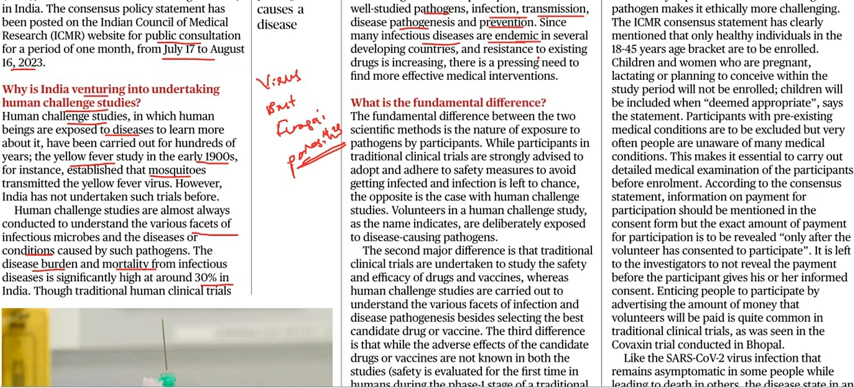 in India. The consensus policy statement has
been posted on the Indian Council of Medical
Research (ICMR) website for public consultation
for a period of one month, from July 17 to August
16, 2023.
Why is India venturing into undertaking
human challenge studies?
Human challenge studies, in which human
beings are exposed to diseases to learn more
about it, have been carried out for hundreds of
years; the yellow fever study in the early 1900s,
for instance, established that mosquitoes
transmitted the yellow fever virus. However,
India has not undertaken such trials before.
Human challenge studies are almost always
conducted to understand the various facets of
infectious microbes and the diseases or
conditions caused by such pathogens. The
disease burden and mortality from infectious
diseases is significantly high at around 30% in
India. Though traditional human clinical trials
causes a
disease
Virus
Bact
Fungai
parasites
well-studied pathogens, infection, transmission,
disease pathogenesis and prevention. Since
many infectious diseases are endemic in several
developing countries, and resistance to existing
drugs is increasing, there is a pressing need to
find more effective medical interventions.
What is the fundamental difference?
The fundamental difference between the two
scientific methods is the nature of exposure to
pathogens by participants. While participants in
traditional clinical trials are strongly advised to
adopt and adhere to safety measures to avoid
getting infected and infection is left to chance,
the opposite is the case with human challenge
studies. Volunteers in a human challenge study,
as the name indicates, are deliberately exposed
to disease-causing pathogens.
The second major difference is that traditional
clinical trials are undertaken to study the safety
and efficacy of drugs and vaccines, whereas
human challenge studies are carried out to
understand the various facets of infection and
disease pathogenesis besides selecting the best
candidate drug or vaccine. The third difference
is that while the adverse effects of the candidate
drugs or vaccines are not known in both the
studies (safety is evaluated for the first time in
humans during the phase-1 stage of a traditional
pathogen makes it ethically more challenging.
The ICMR consensus statement has clearly
mentioned that only healthy individuals in the
18-45 years age bracket are to be enrolled.
Children and women who are pregnant,
lactating or planning to conceive within the
study period will not be enrolled; children will
be included when “deemed appropriate”, says
the statement. Participants with pre-existing
medical conditions are to be excluded but very
often people are unaware of many medical
conditions. This makes it essential to carry out
detailed medical examination of the participants
before enrolment. According to the consensus
statement, information on payment for
participation should be mentioned in the
consent form but the exact amount of payment
for participation is to be revealed “only after the
volunteer has consented to participate”. It is left
to the investigators to not reveal the payment
before the participant gives his or her informed
consent. Enticing people to participate by
advertising the amount of money that
volunteers will be paid is quite common in
traditional clinical trials, as was seen in the
Covaxin trial conducted in Bhopal.
Like the SARS-CoV-2 virus infection that
remains asymptomatic in some people while
leading to death in others, the disease state in an